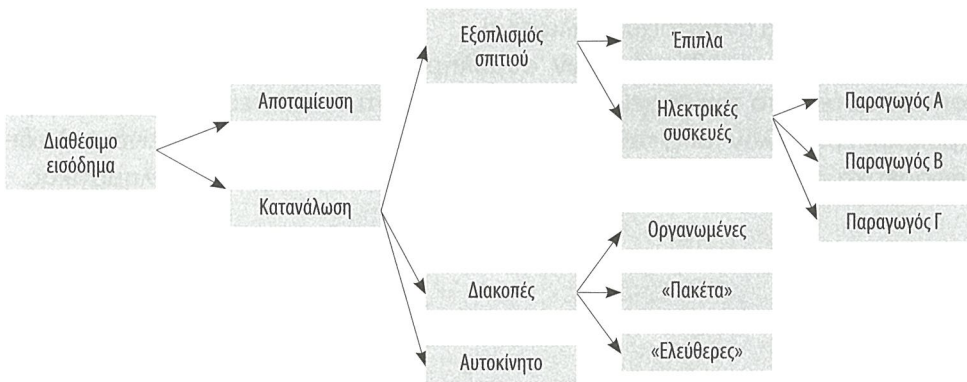 Διαθέσιμο
εισόδημα
Αποταμίευση
Κατανάλωση
Εξοπλισμός
σπιτιού
Διακοπές
Αυτοκίνητο
Έπιπλα
Ηλεκτρικές
συσκευές
Οργανωμένες
«Πακέτα»
«Ελεύθερες»
Παραγωγός Α
Παραγωγός Β
Παραγωγός Γ